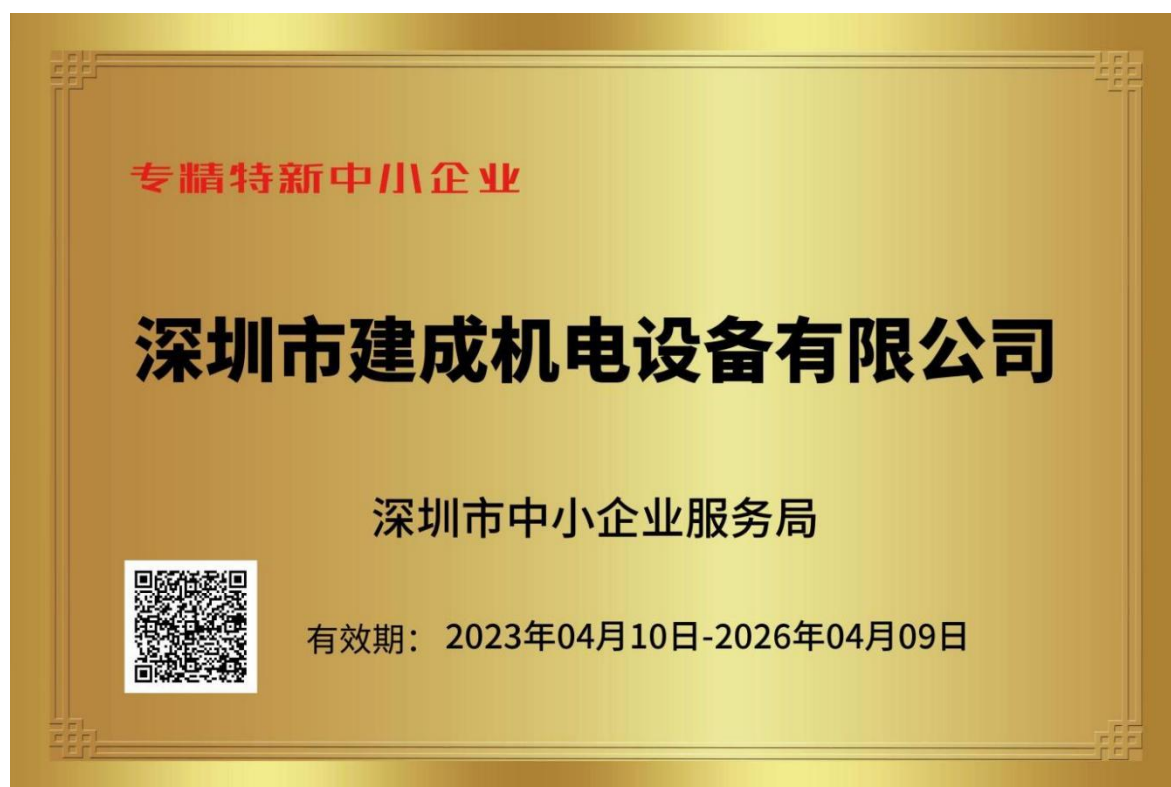 专精特新中小企业
深圳市建成机电设备有限公司
深圳市中小企业服务局
有效期： 2023年04月10日-2026年04月09日